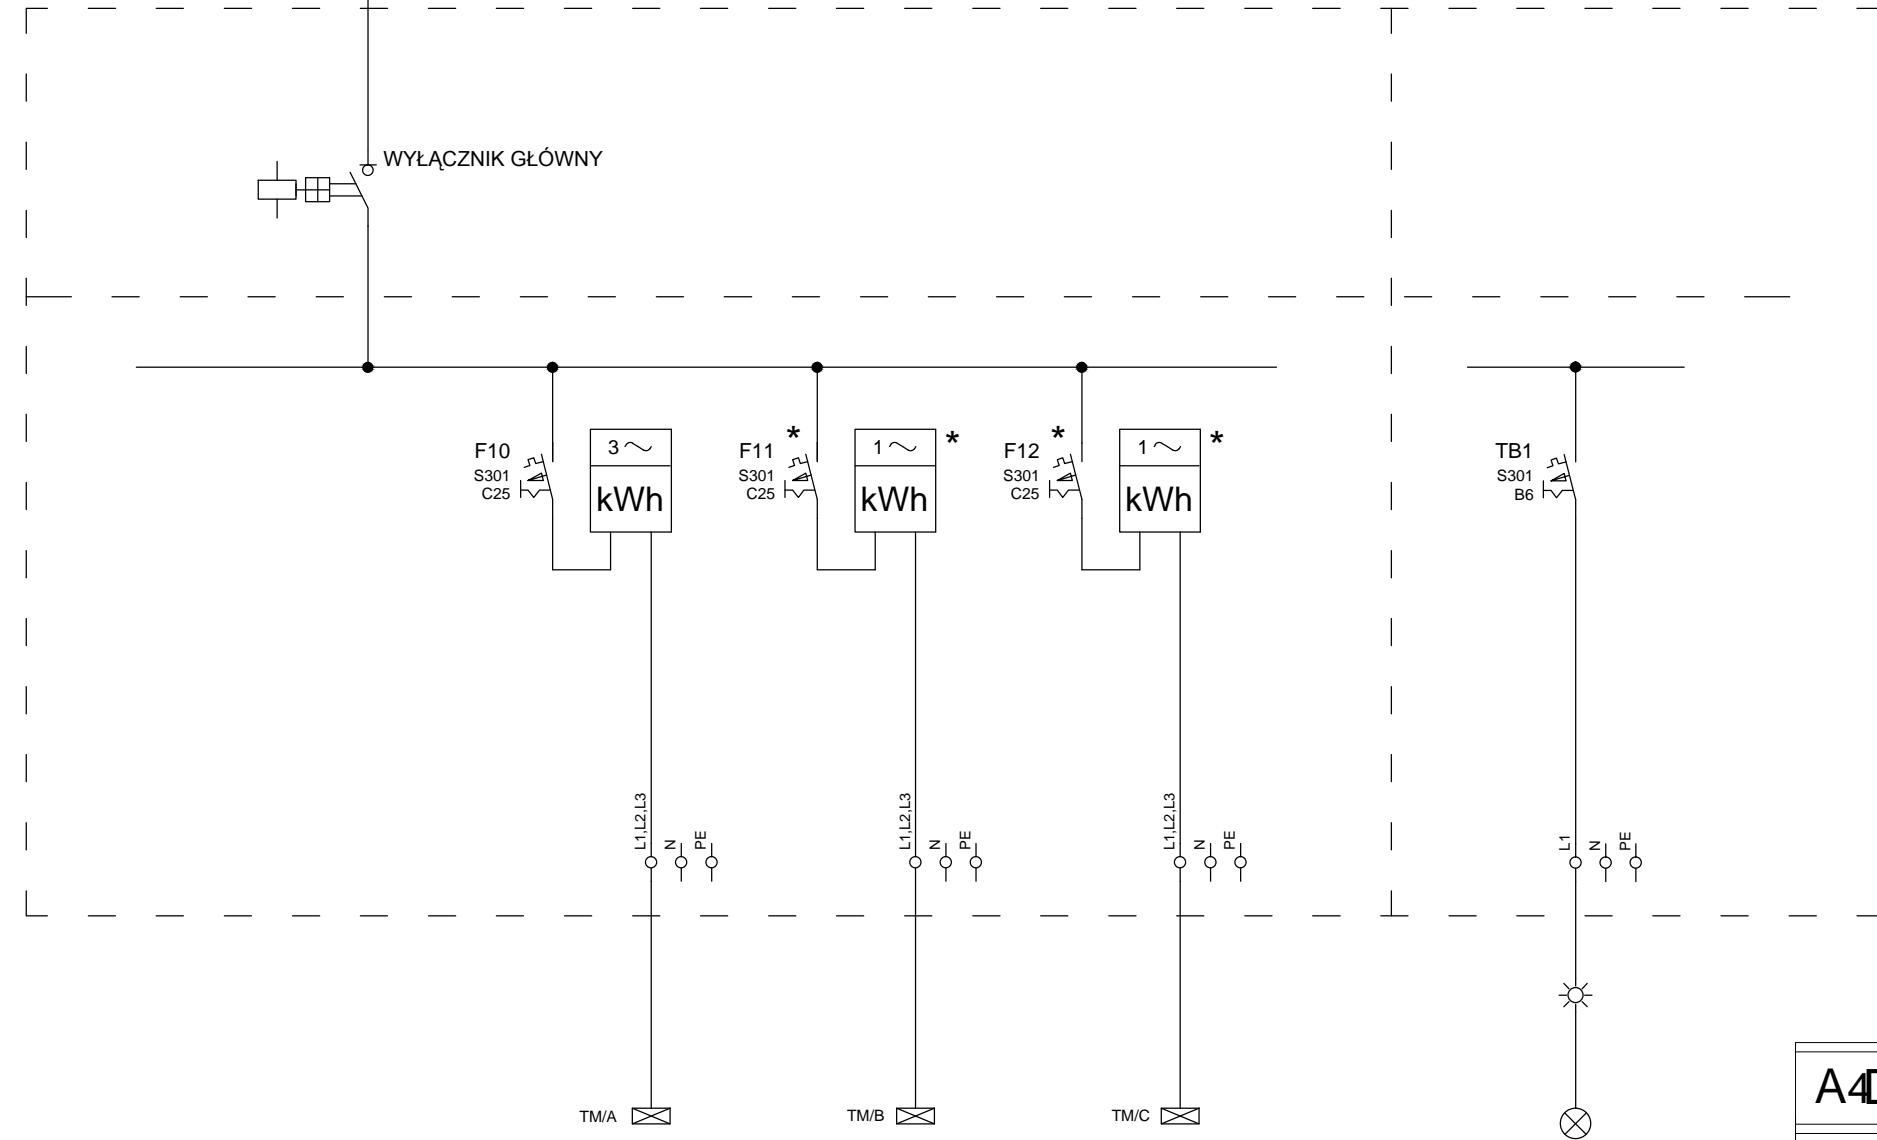 WYŁĄCZNIK GŁÓWNY
F10
S301
C25
3
kWh
*
F11
S301
C25
1
*
kWh
*
F12
S301
C25
1
*
kWh
TB1
S301
B6
L1,L2,L3
N
PE
L1,L2,L3
N
PE
L1,L2,L3
N
PE
L1
N
PE
TM/A
TM/B
TM/C
A4